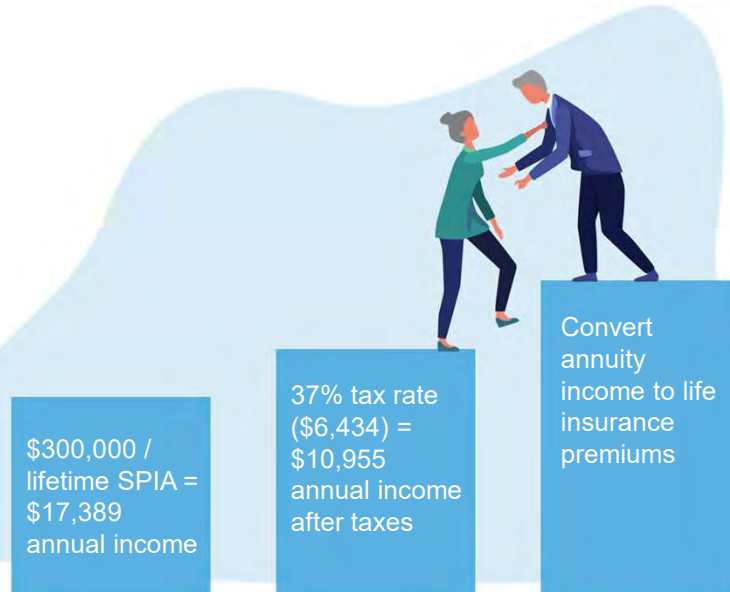 $300,000 /
lifetime SPIA =
$17,389
annual income
37% tax rate
($6,434) =
$10,955
annual income
after taxes
Convert
annuity
income to life
insurance
premiums